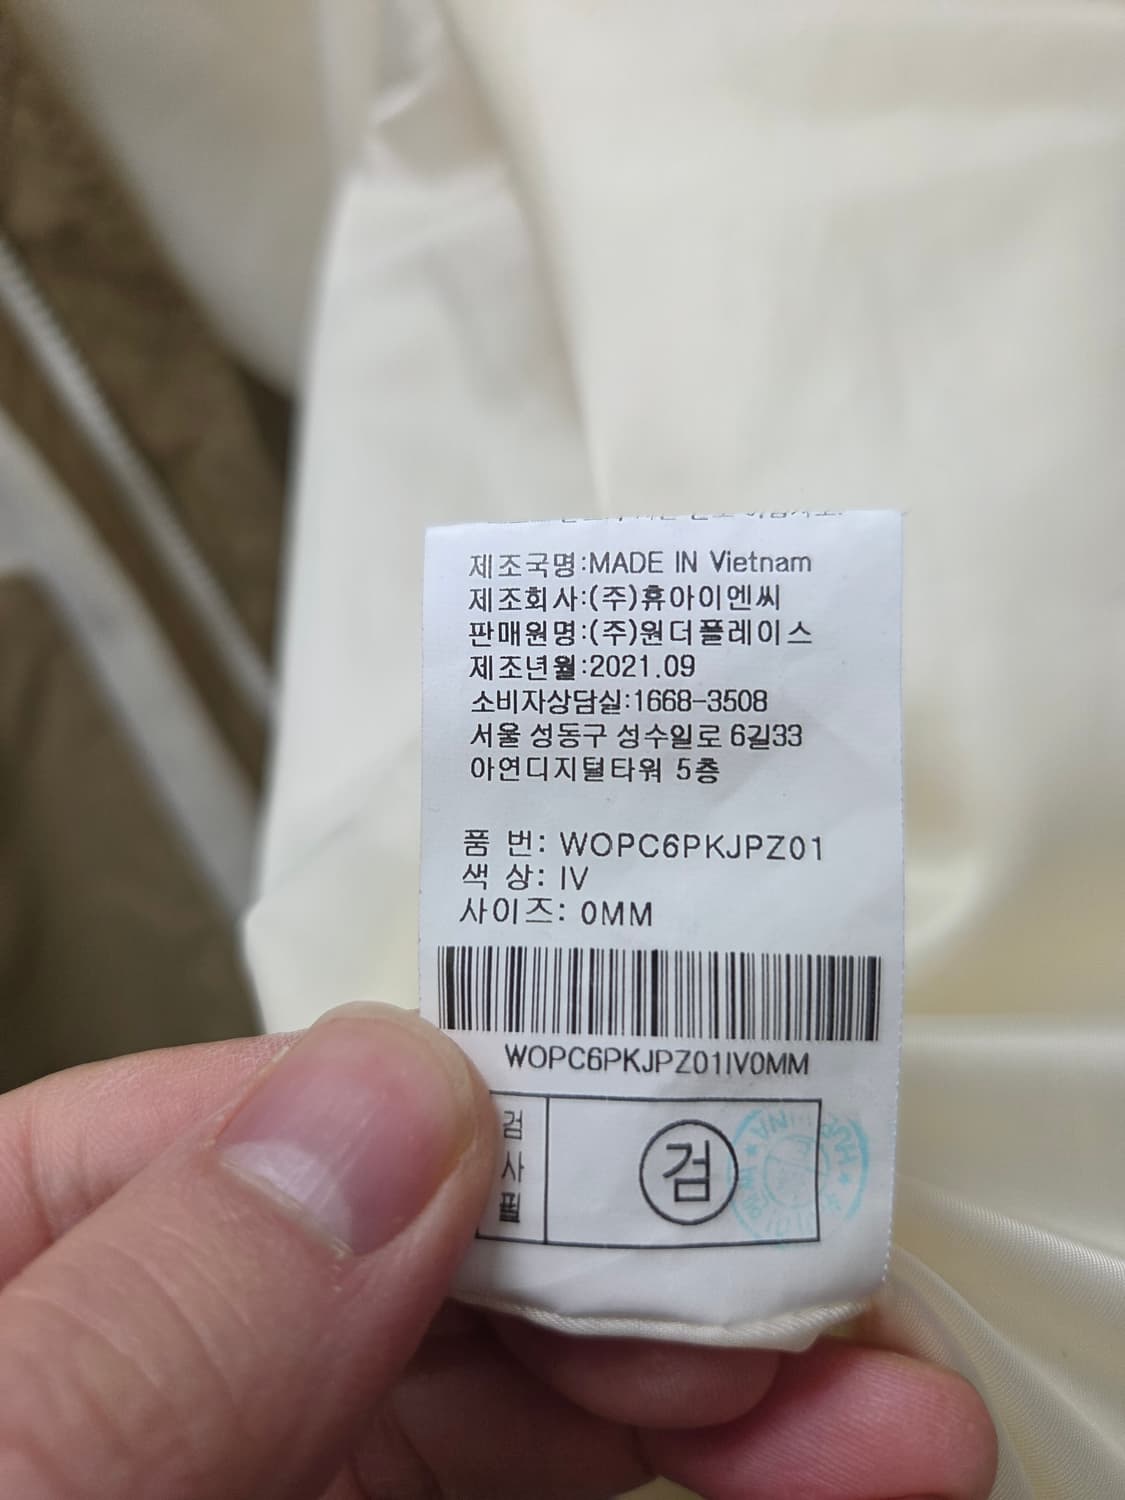 제조국명:MADE IN Vietnam
제조회사:(주)휴아이엔씨
판매원명:(주)원더플레이스
제조년월:2021.09
소비자상담실:1668-3508
서울 성동구 성수일로 6길33
아연디지털타워 5층
품 번: WOPC6PKJPZ01
색 상: IV
사이즈: 0MM
WOPC6PKJPZ01IV0MM
검사필
검